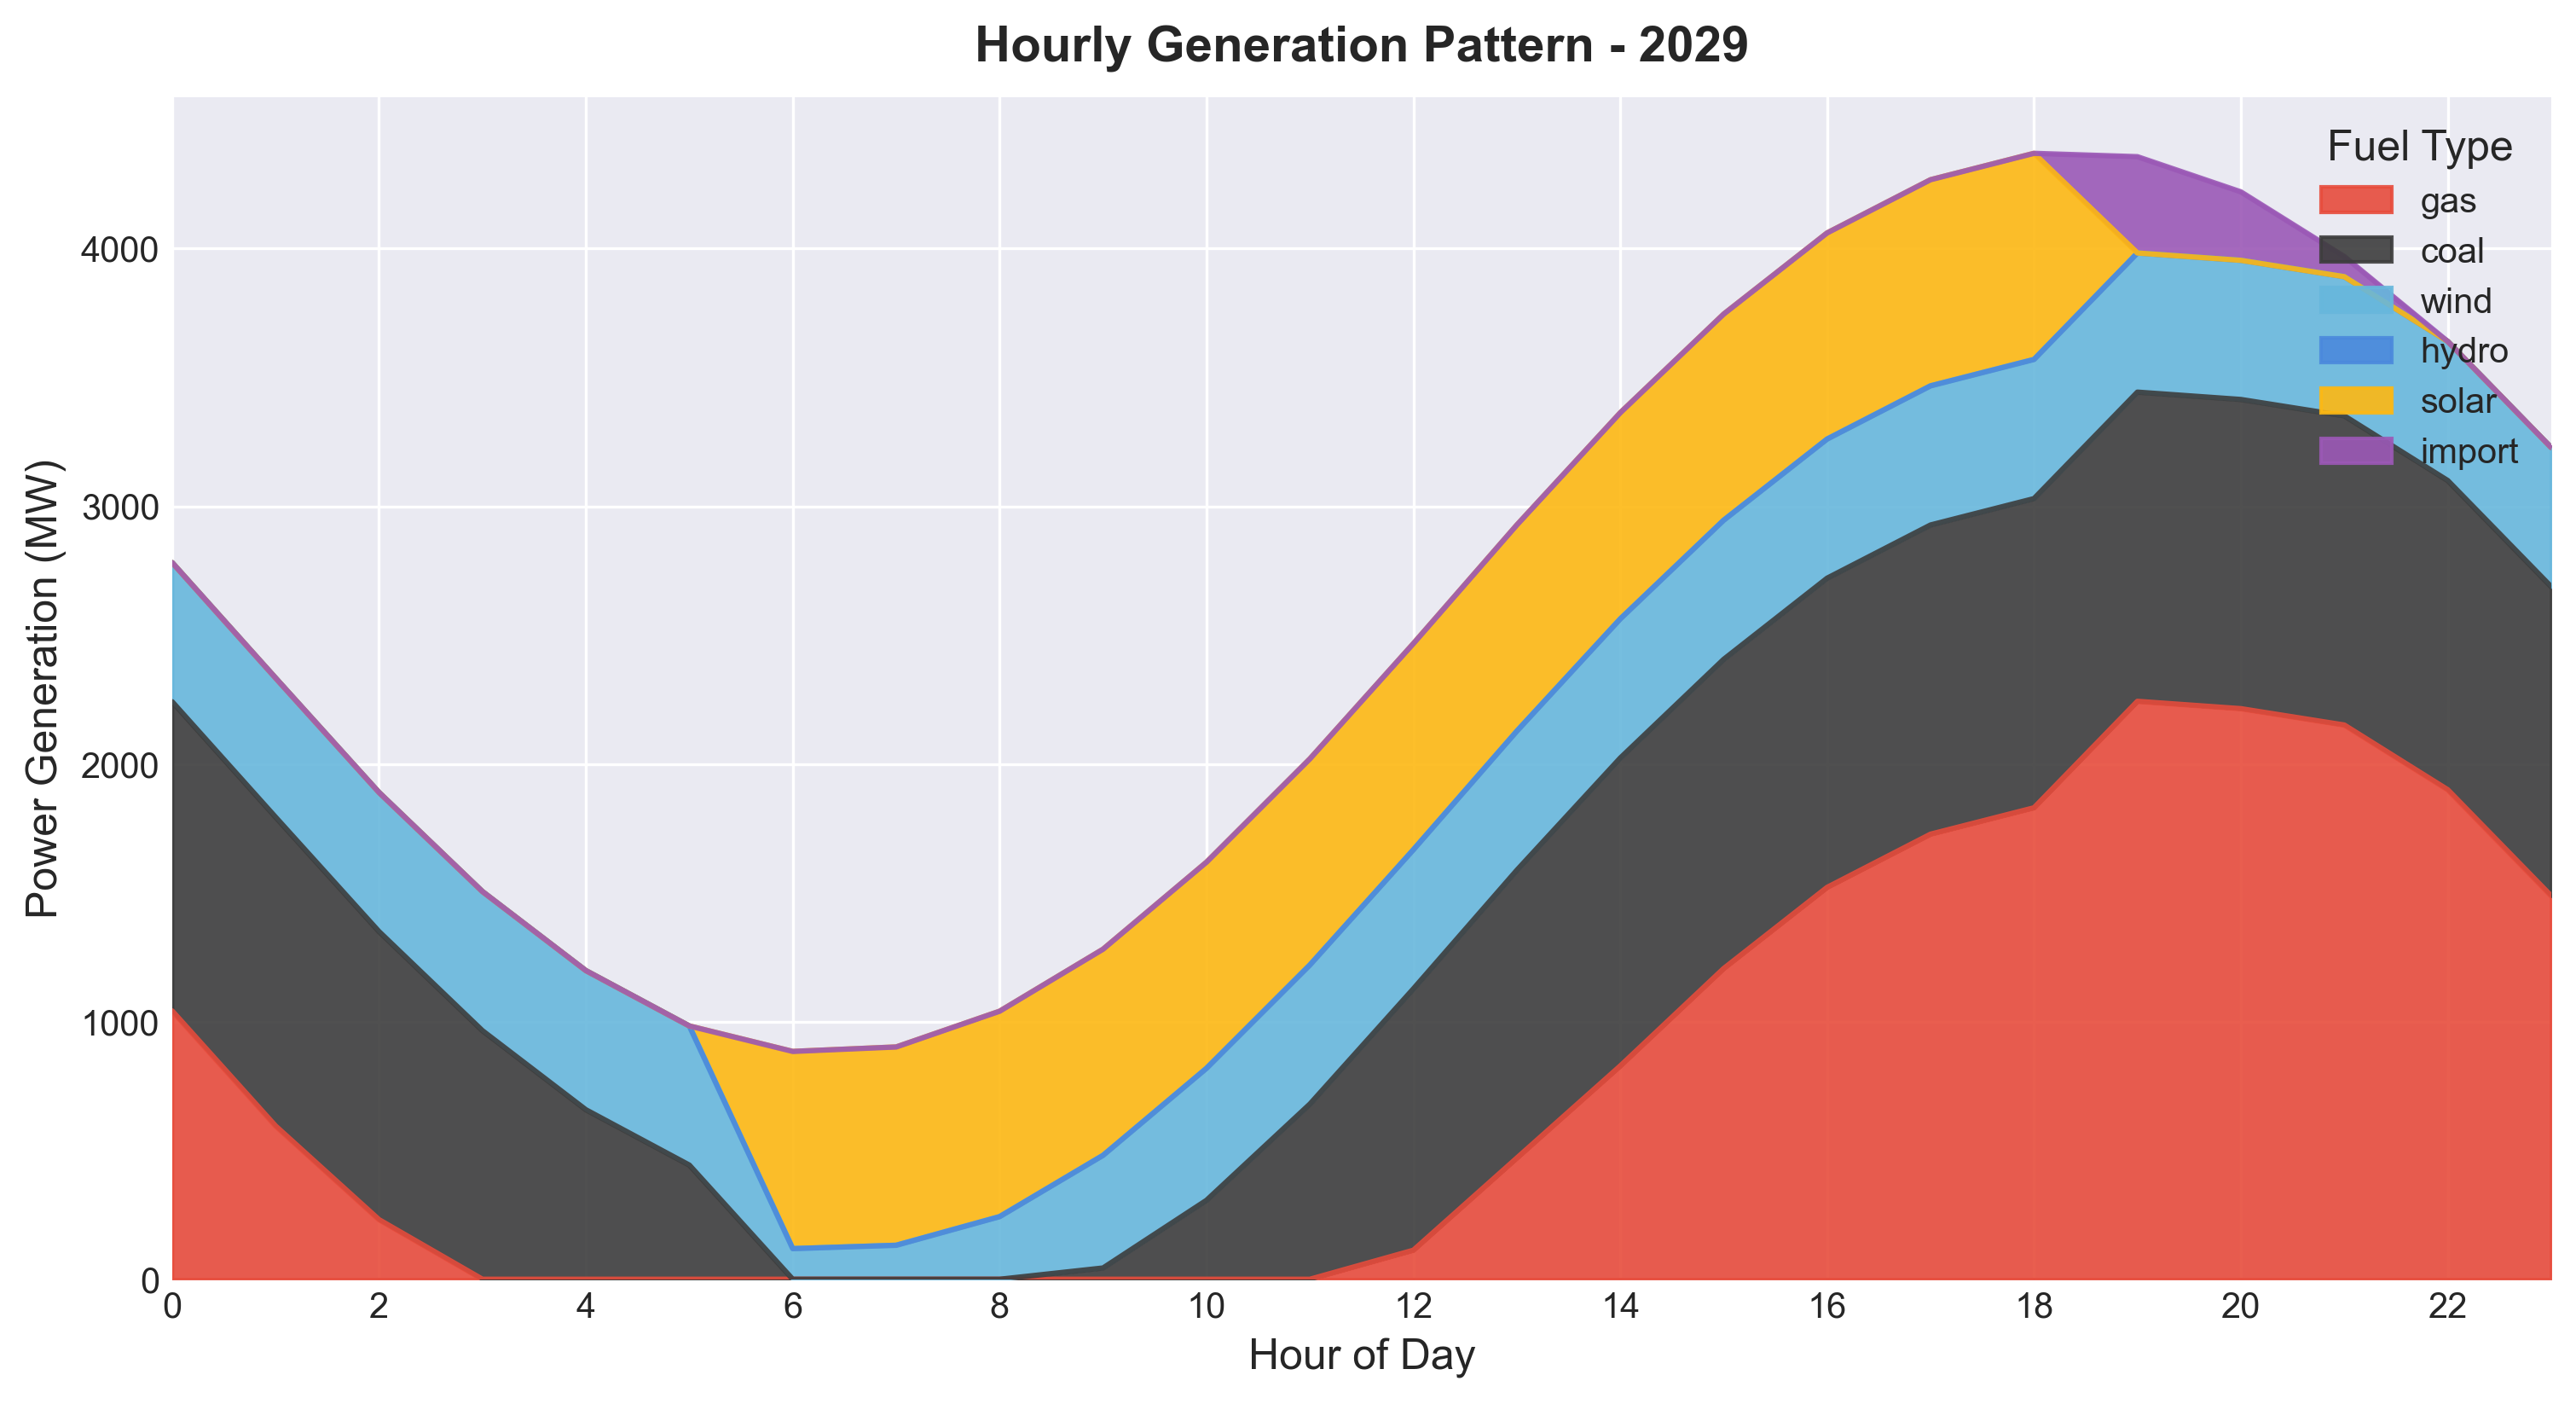 Hourly Generation Pattern - 2029
Fuel Type
gas
coal
wind
hydro
solar
import
Power Generation (MW)
4000
3000
2000
1000
0
0 2 4 6 8 10 12 14 16 18 20 22
Hour of Day